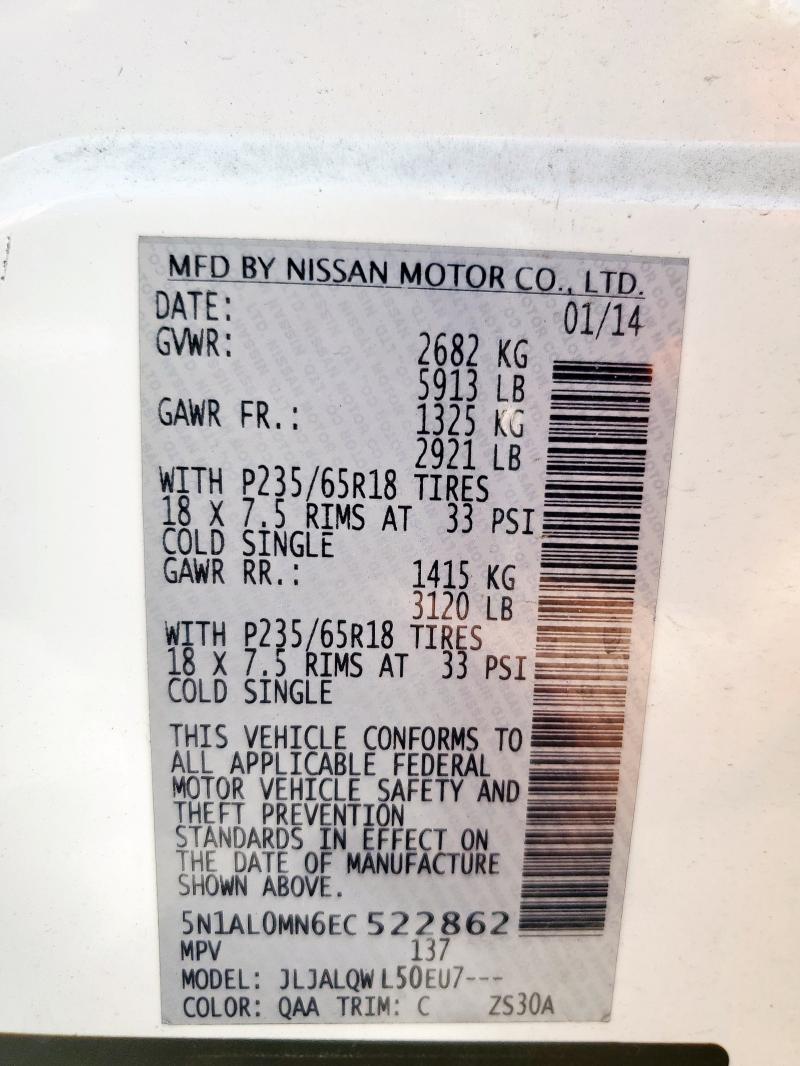 MFD BY NISSAN MOTOR CO., LTD.
DATE: 01/14
GVWR: 2682 KG
5913 LB
GAWR FR.: 1325 KG
2921 LB
WITH P235/65R18 TIRES
18 X 7.5 RIMS AT 33 PSI
COLD SINGLE
GAWR RR.: 1415 KG
3120 LB
WITH P235/65R18 TIRES
18 X 7.5 RIMS AT 33 PSI
COLD SINGLE
THIS VEHICLE CONFORMS TO
ALL APPLICABLE FEDERAL
MOTOR VEHICLE SAFETY AND
THEFT PREVENTION
STANDARDS IN EFFECT ON
THE DATE OF MANUFACTURE
SHOWN ABOVE.
5N1AL0MN6EC522862
MPV 137
MODEL: JLJALQWL50EU7---
COLOR: QAA TRIM: C ZS30A